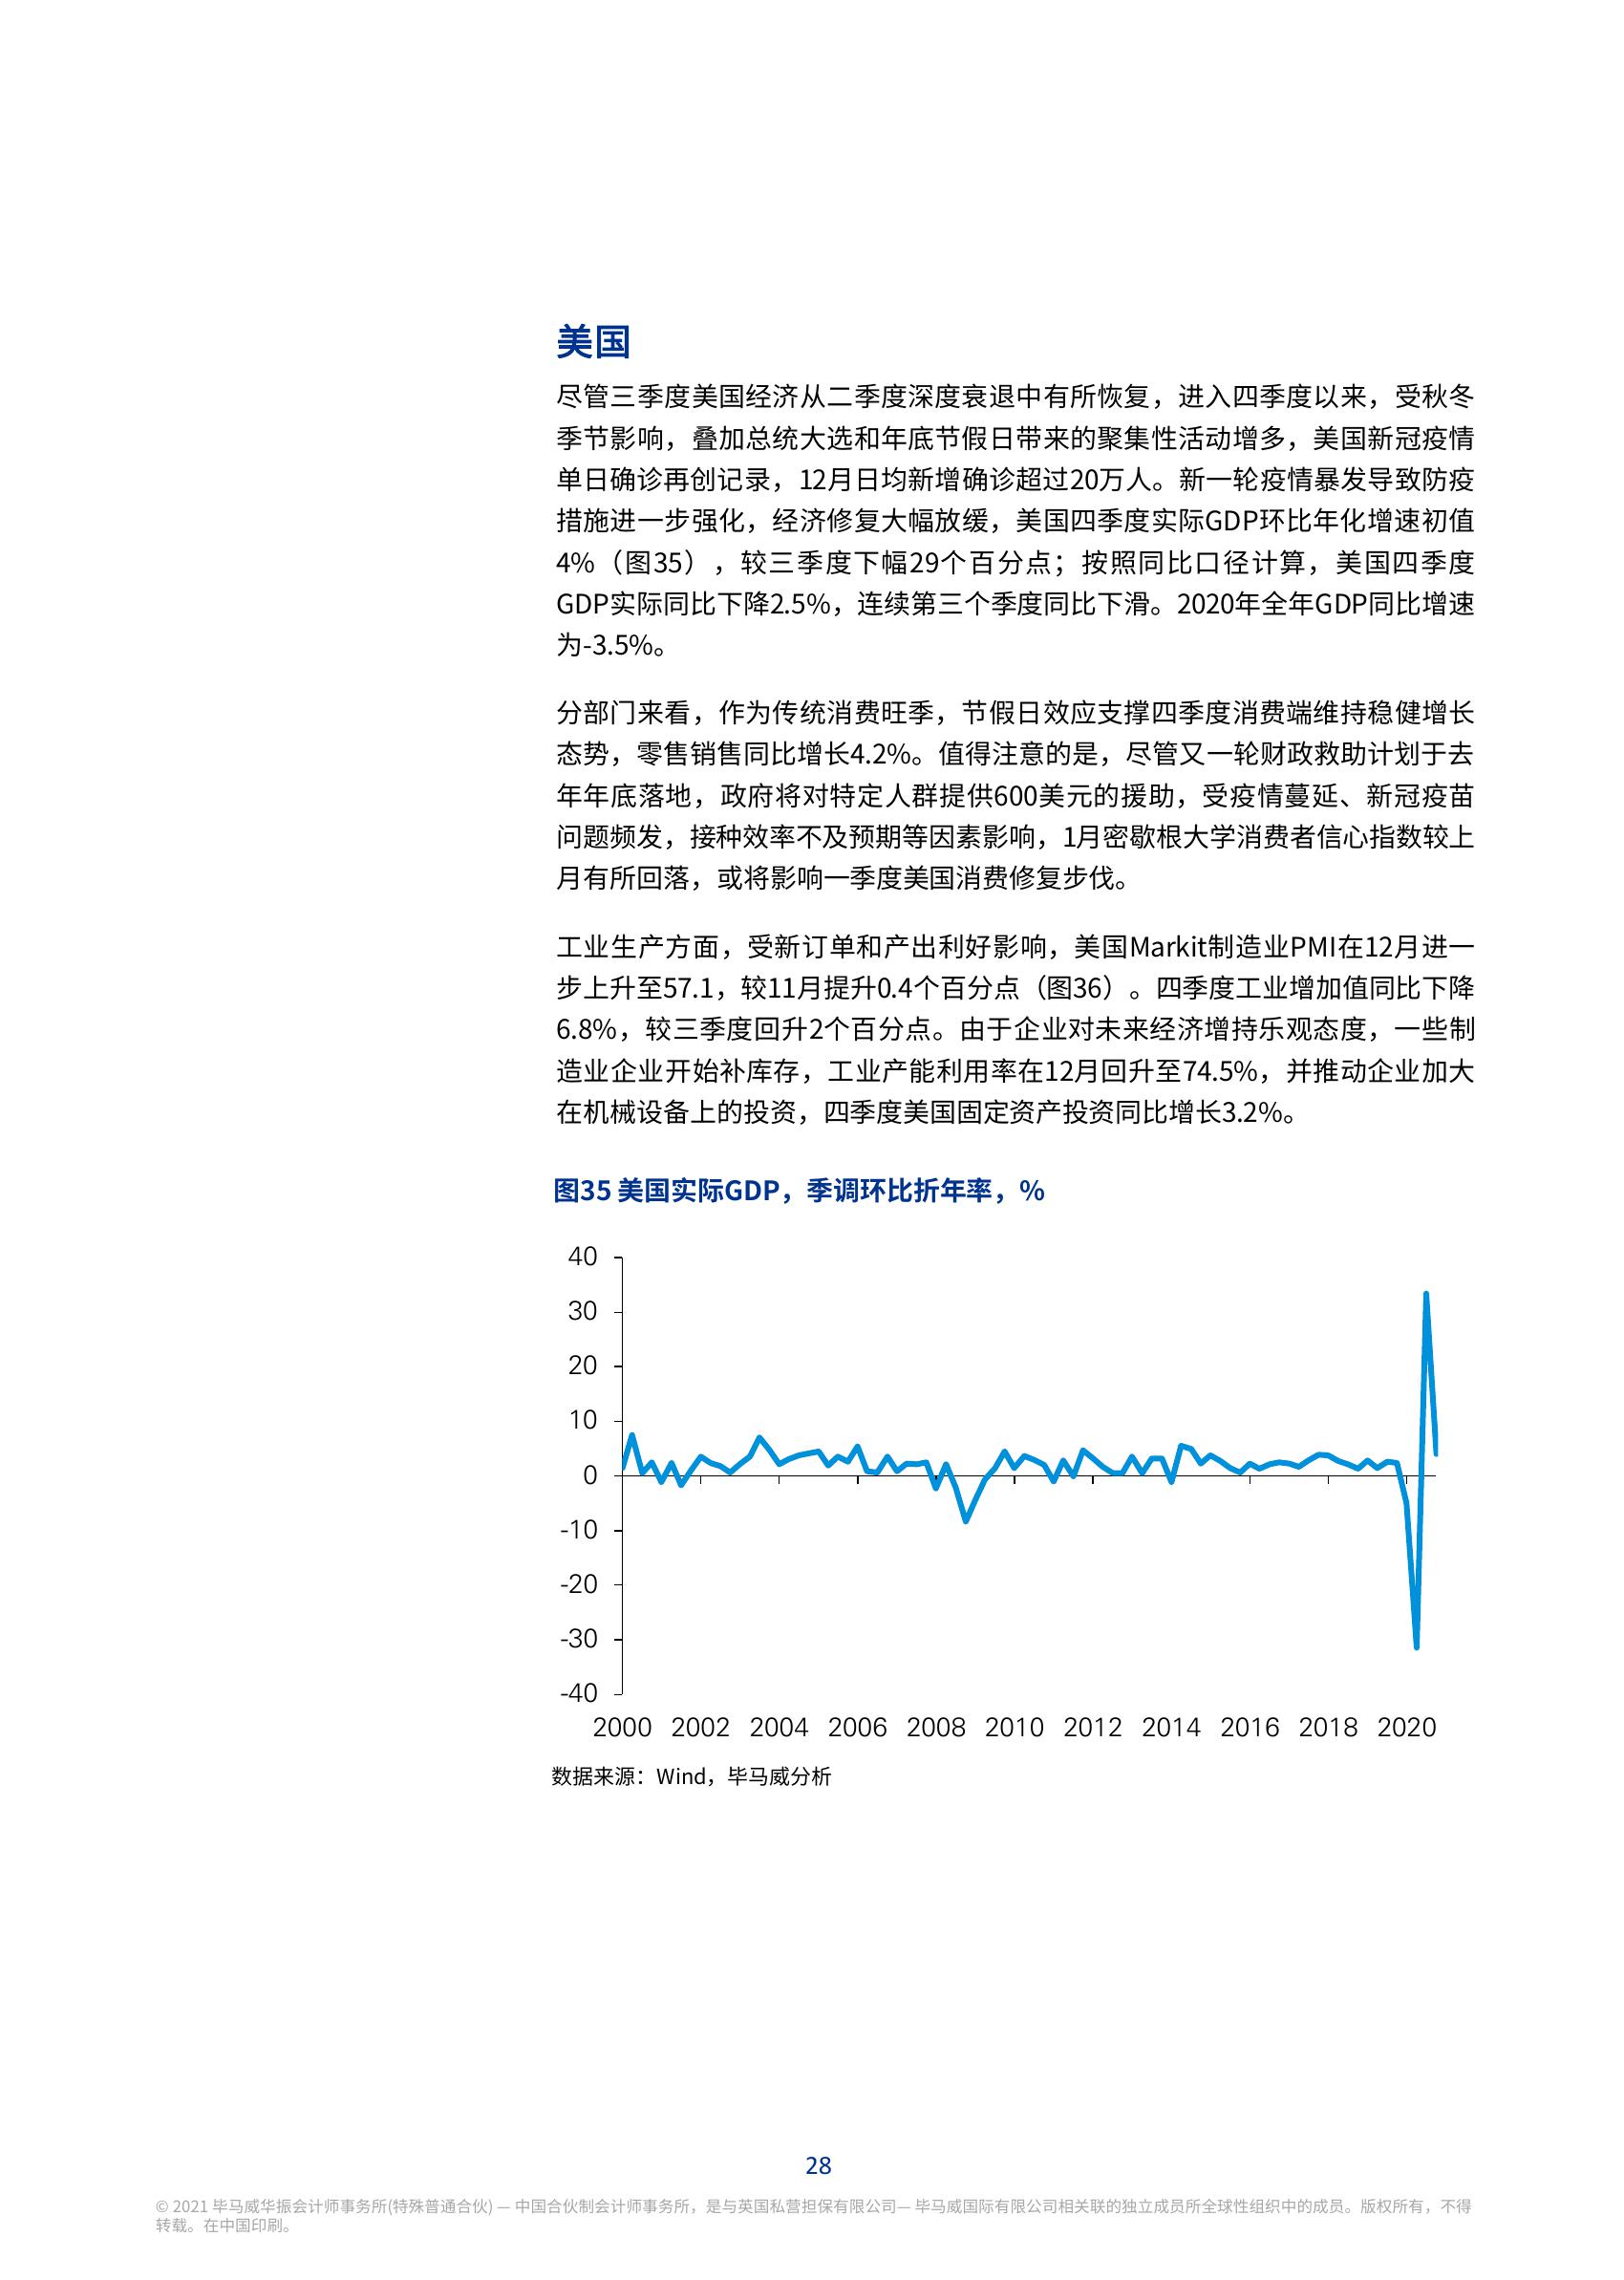 美国
尽管三季度美国经济从二季度深度衰退中有所恢复，进入四季度以来，受秋冬
季节影响，叠加总统大选和年底节假日带来的聚集性活动增多，美国新冠疫情
单日确诊再创记录，12月日均新增确诊超过20万人。新一轮疫情暴发导致防疫
措施进一步强化，经济修复大幅放缓，美国四季度实际GDP环比年化增速初值
4%（图35），较三季度下幅29个百分点；按照同比口径计算，美国四季度
GDP实际同比下降2.5%，连续第三个季度同比下滑。2020年全年GDP同比增速
为-3.5%。
分部门来看，作为传统消费旺季，节假日效应支撑四季度消费端维持稳健增长
态势，零售销售同比增长4.2%。值得注意的是，尽管又一轮财政救助计划于去
年年底落地，政府将对特定人群提供600美元的援助，受疫情蔓延、新冠疫苗
问题频发，接种效率不及预期等因素影响，1月密歇根大学消费者信心指数较上
月有所回落，或将影响一季度美国消费修复步伐。
工业生产方面，受新订单和产出利好影响，美国Markit制造业PMI在12月进一
步上升至57.1，较11月提升0.4个百分点（图36）。四季度工业增加值同比下降
6.8%，较三季度回升2个百分点。由于企业对未来经济增持乐观态度，一些制
造业企业开始补库存，工业产能利用率在12月回升至74.5%，并推动企业加大
在机械设备上的投资，四季度美国固定资产投资同比增长3.2%。
图35 美国实际GDP，季调环比折年率，%
40
30
20
10
0
-10
-20
-30
-40
2000 2002 2004 2006 2008 2010 2012 2014 2016 2018 2020
数据来源：Wind，毕马威分析
28
© 2021 毕马威华振会计师事务所(特殊普通合伙) — 中国合伙制会计师事务所，是与英国私营担保有限公司— 毕马威国际有限公司相关联的独立成员所全球性组织中的成员。版权所有，不得
转载。在中国印刷。